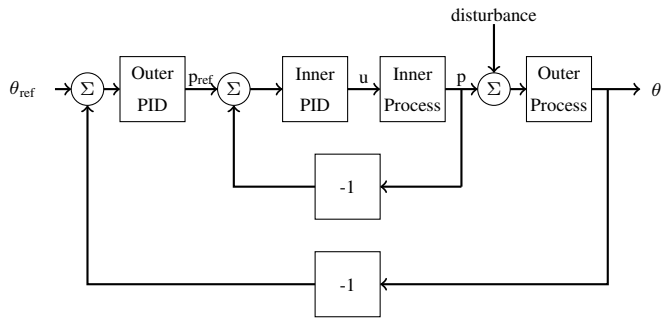 disturbance
θref
Σ
Outer
PID
pref
Σ
Inner
PID
u
Inner
Process
p
Σ
Outer
Process
θ
-1
-1